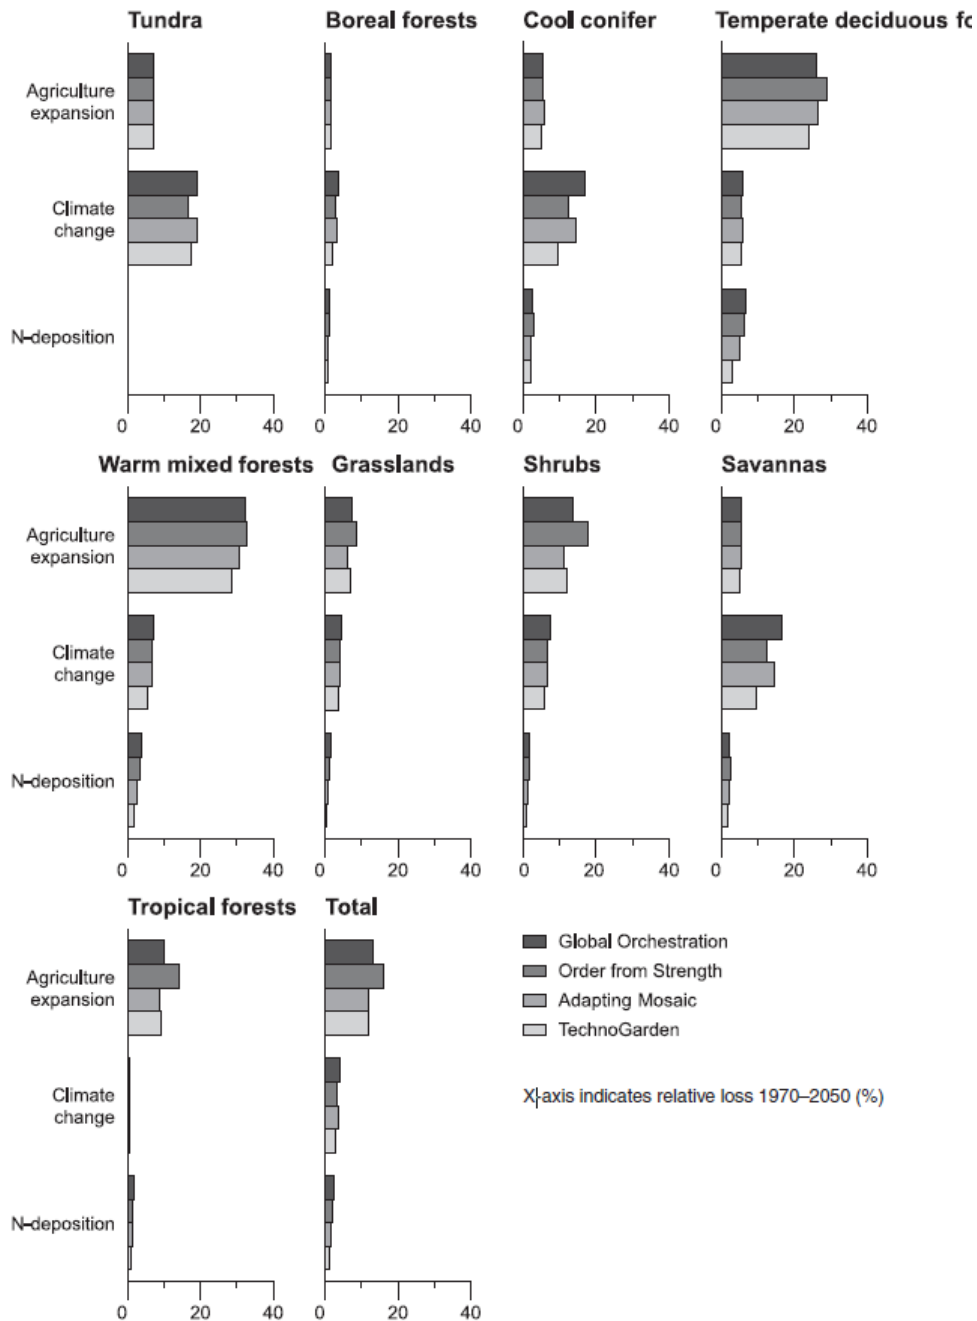 Tundra
Boreal forests
Cool conifer
Temperate deciduous fo
Agriculture
expansion
Climate
change
N-deposition
0 20 40
0 20 40
0 20 40
0 20 40
Warm mixed forests
Grasslands
Shrubs
Savannas
Agriculture
expansion
Climate
change
N-deposition
0 20 40
0 20 40
0 20 40
0 20 40
Tropical forests
Total
Agriculture
expansion
Climate
change
N-deposition
0 20 40
0 20 40
Global Orchestration
Order from Strength
Adapting Mosaic
TechnoGarden
X-axis indicates relative loss 1970–2050 (%)